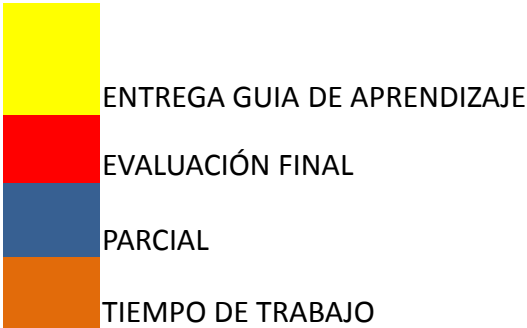 ENTREGA GUIA DE APRENDIZAJE
EVALUACIÓN FINAL
PARCIAL
TIEMPO DE TRABAJO